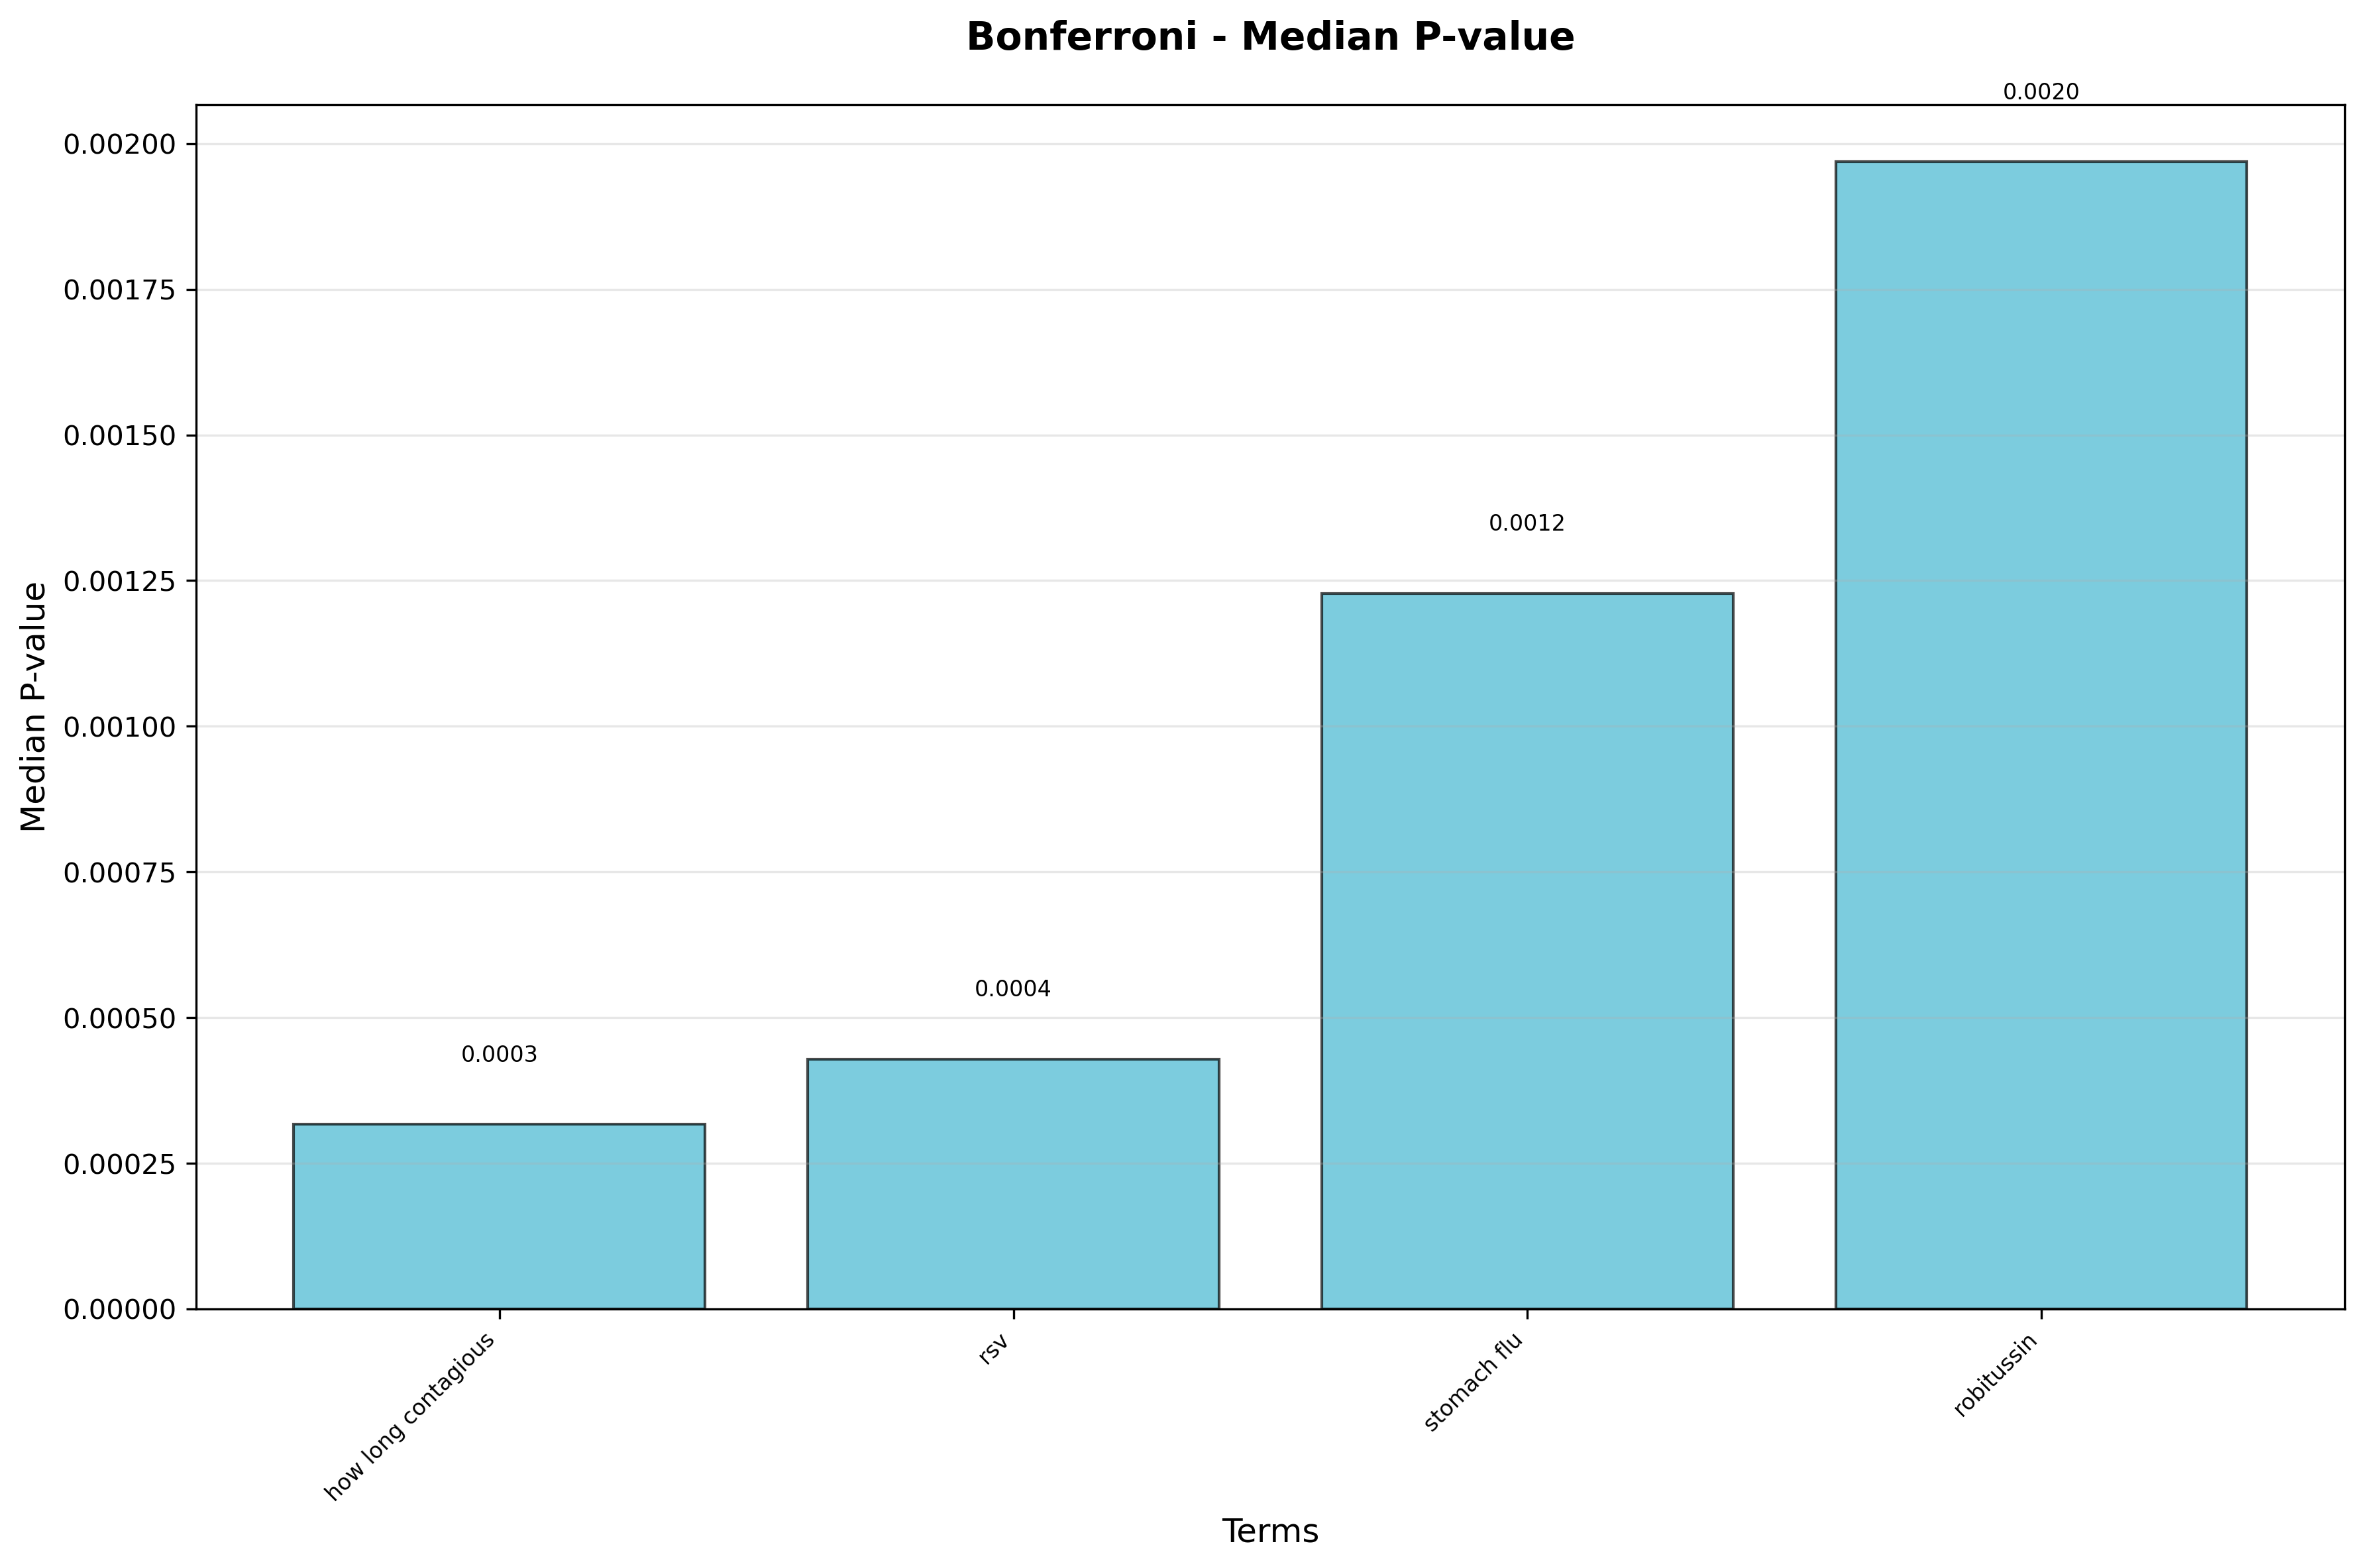 Bonferroni - Median P-value
0.0020
0.00200
0.00175
0.00150
0.0012
0.00125
Median P-value
0.00100
0.00075
0.0004
0.00050
0.0003
0.00025
0.00000
how long contagious
rsv
stomach flu
robitussin
Terms